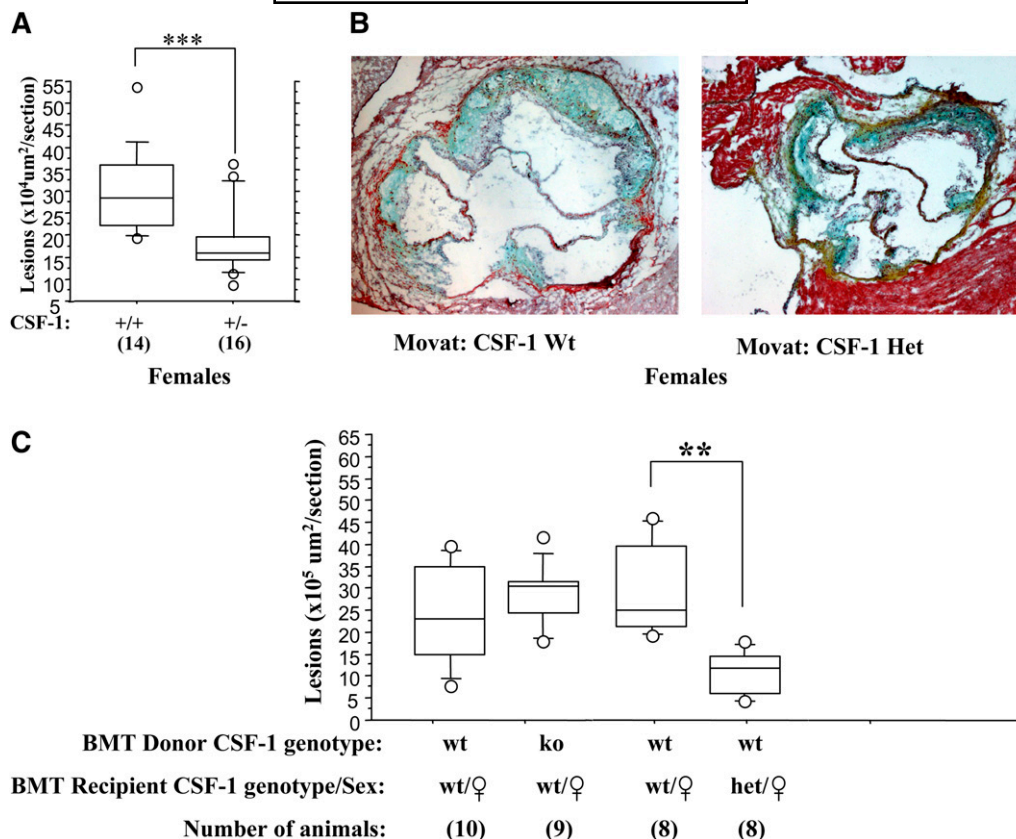 A
***
Lesions (x10⁴um²/section)
55
45
40
35
30
25
20
15
5
CSF-1: +/+ +/-
(14) (16)
Females
B
Movat: CSF-1 Wt Movat: CSF-1 Het
Females
C
**
Lesions (x10⁵ um²/section)
65
60
55
50
45
40
35
30
25
20
15
10
5
0
BMT Donor CSF-1 genotype: wt ko wt wt
BMT Recipient CSF-1 genotype/Sex: wt/♀ wt/♀ wt/♀ het/♀
Number of animals: (10) (9) (8) (8)